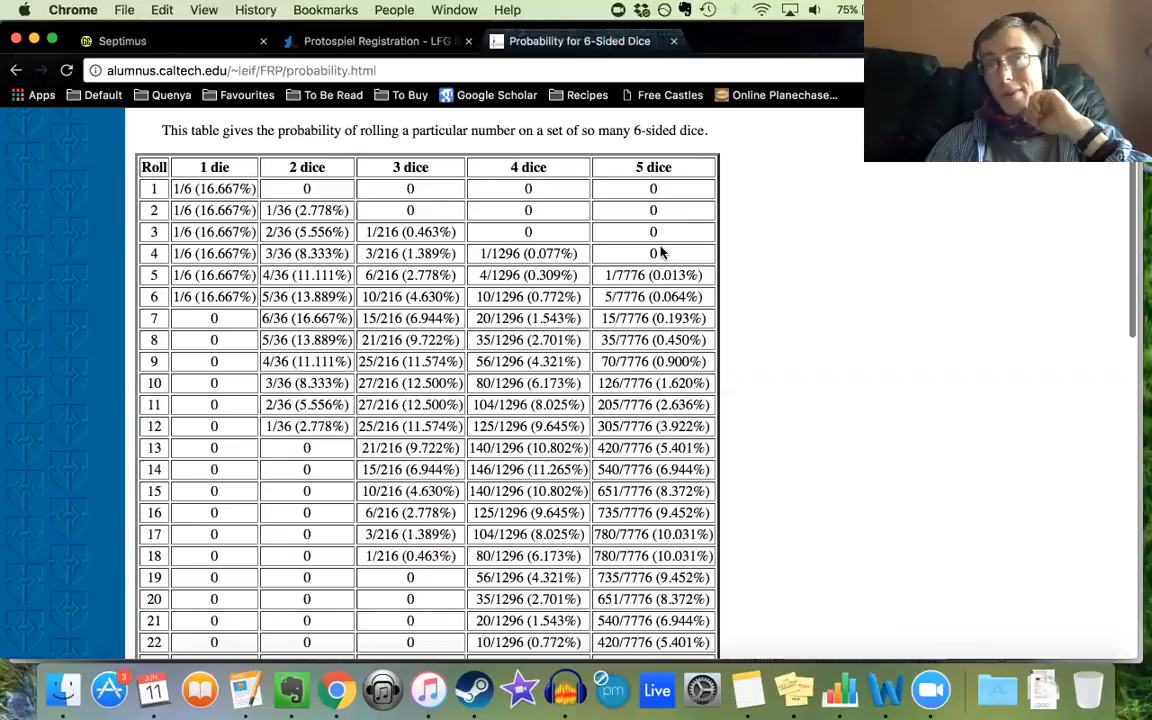 Chrome File Edit View History Bookmarks People Window Help 75%
Septimus × Protospiel Registration - LFG S × Probability for 6-Sided Dice ×
alumnus.caltech.edu/~leif/FRP/probability.html
Apps Default Quenya Favourites To Be Read To Buy Google Scholar Recipes Free Castles Online Planechase...
This table gives the probability of rolling a particular number on a set of so many 6-sided dice.
Roll 1 die 2 dice 3 dice 4 dice 5 dice
1 1/6 (16.667%) 0 0 0 0
2 1/6 (16.667%) 1/36 (2.778%) 0 0 0
3 1/6 (16.667%) 2/36 (5.556%) 1/216 (0.463%) 0 0
4 1/6 (16.667%) 3/36 (8.333%) 3/216 (1.389%) 1/1296 (0.077%) 0
5 1/6 (16.667%) 4/36 (11.111%) 6/216 (2.778%) 4/1296 (0.309%) 1/7776 (0.013%)
6 1/6 (16.667%) 5/36 (13.889%) 10/216 (4.630%) 10/1296 (0.772%) 5/7776 (0.064%)
7 0 6/36 (16.667%) 15/216 (6.944%) 20/1296 (1.543%) 15/7776 (0.193%)
8 0 5/36 (13.889%) 21/216 (9.722%) 35/1296 (2.701%) 35/7776 (0.450%)
9 0 4/36 (11.111%) 25/216 (11.574%) 56/1296 (4.321%) 70/7776 (0.900%)
10 0 3/36 (8.333%) 27/216 (12.500%) 80/1296 (6.173%) 126/7776 (1.620%)
11 0 2/36 (5.556%) 27/216 (12.500%) 104/1296 (8.025%) 205/7776 (2.636%)
12 0 1/36 (2.778%) 25/216 (11.574%) 125/1296 (9.645%) 305/7776 (3.922%)
13 0 0 21/216 (9.722%) 140/1296 (10.802%) 420/7776 (5.401%)
14 0 0 15/216 (6.944%) 146/1296 (11.265%) 540/7776 (6.944%)
15 0 0 10/216 (4.630%) 140/1296 (10.802%) 651/7776 (8.372%)
16 0 0 6/216 (2.778%) 125/1296 (9.645%) 735/7776 (9.452%)
17 0 0 3/216 (1.389%) 104/1296 (8.025%) 780/7776 (10.031%)
18 0 0 1/216 (0.463%) 80/1296 (6.173%) 780/7776 (10.031%)
19 0 0 0 56/1296 (4.321%) 735/7776 (9.452%)
20 0 0 0 35/1296 (2.701%) 651/7776 (8.372%)
21 0 0 0 20/1296 (1.543%) 540/7776 (6.944%)
22 0 0 0 10/1296 (0.772%) 420/7776 (5.401%)
3
JUN
11
pm
Live